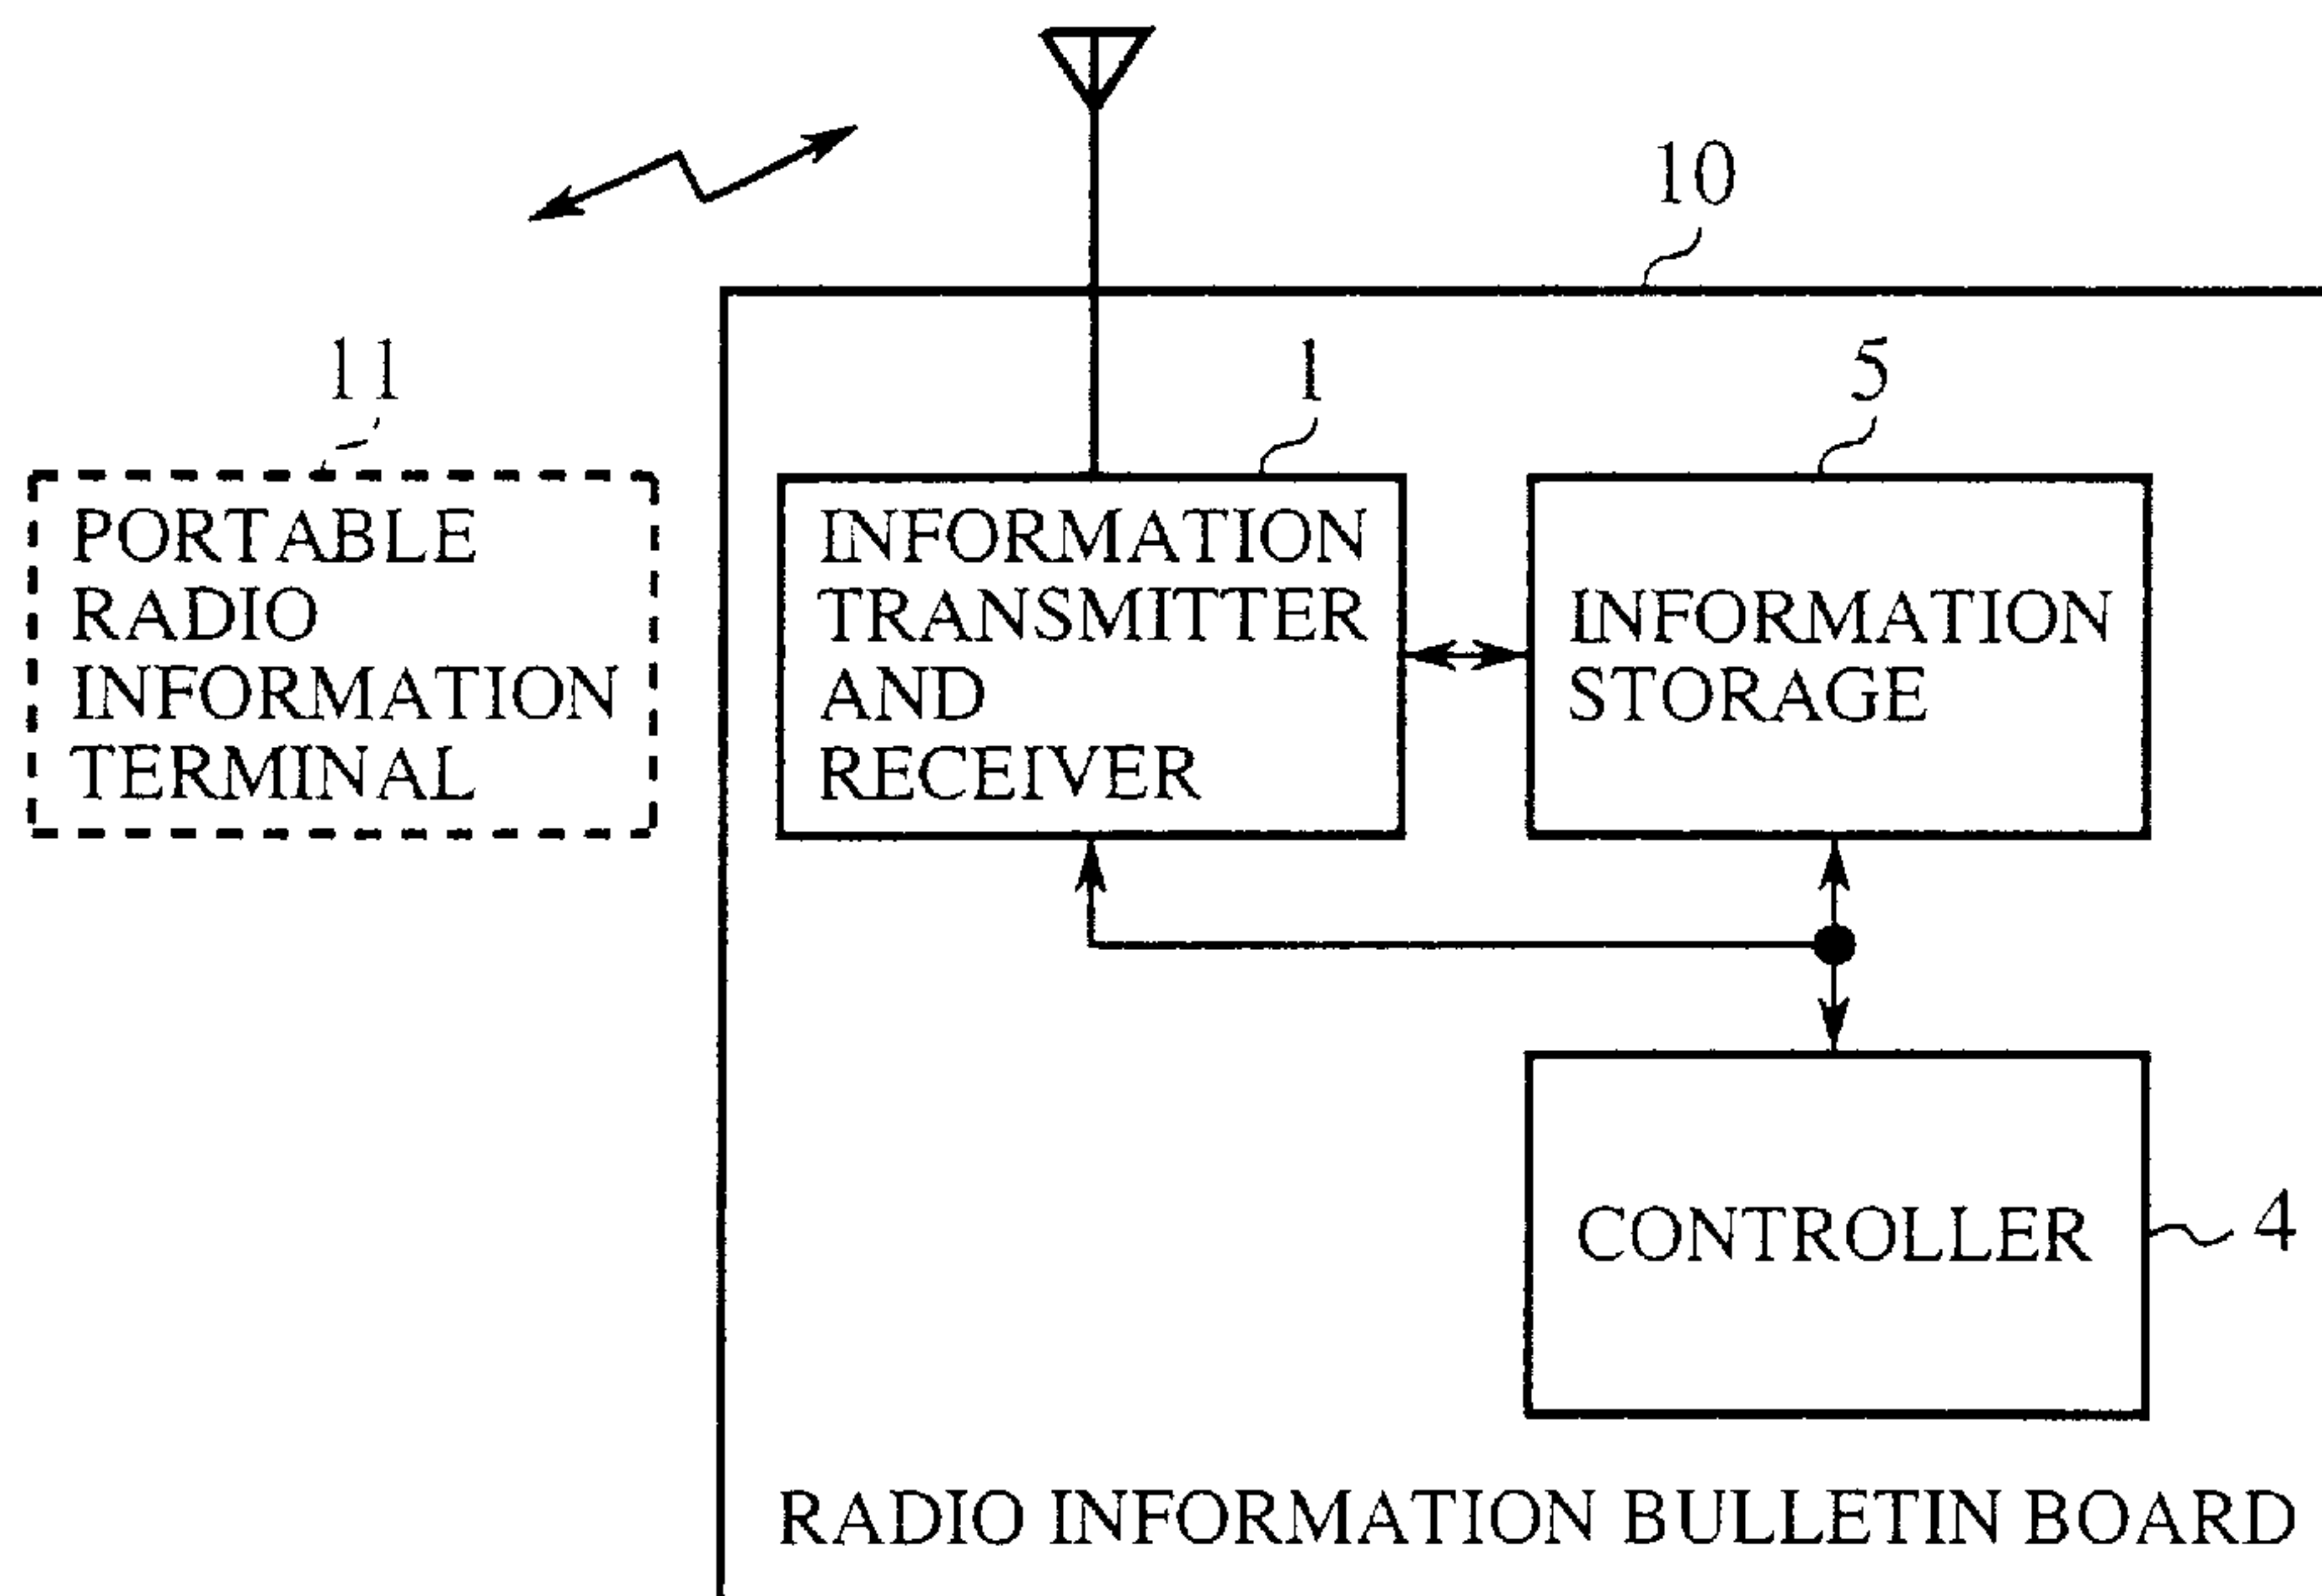 10
11
1
5
PORTABLE
RADIO
INFORMATION
TERMINAL
INFORMATION
TRANSMITTER
AND
RECEIVER
INFORMATION
STORAGE
CONTROLLER
4
RADIO INFORMATION BULLETIN BOARD